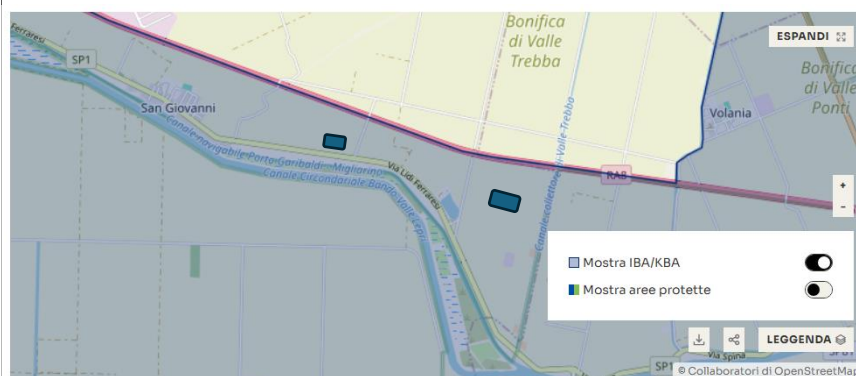 Ferraresi
SP1
San Giovanni
Bonifica
di Valle
Trebba
ESPANDI
Bonifica
di Valle
Ponti
Volania
Canale navigabile Porto Garibaldi - Migliarino
Canale Circondariale Bando-Valle Lepri
Via Lidi Ferraresi
Canale collettore di Valle Trebba
RA8
+
-
Mostra IBA/KBA
Mostra aree protette
LEGGENDA
SP1
Via Spina
© Collaboratori di OpenStreetMap